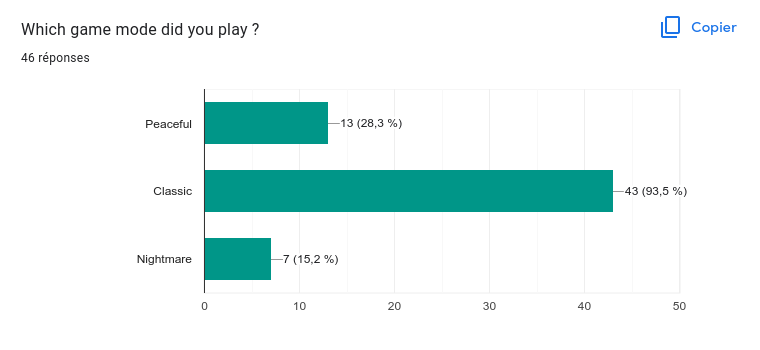 Which game mode did you play ?
Copier
46 réponses
Peaceful
13 (28,3 %)
Classic
43 (93,5 %)
Nightmare
7 (15,2 %)
0 10 20 30 40 50